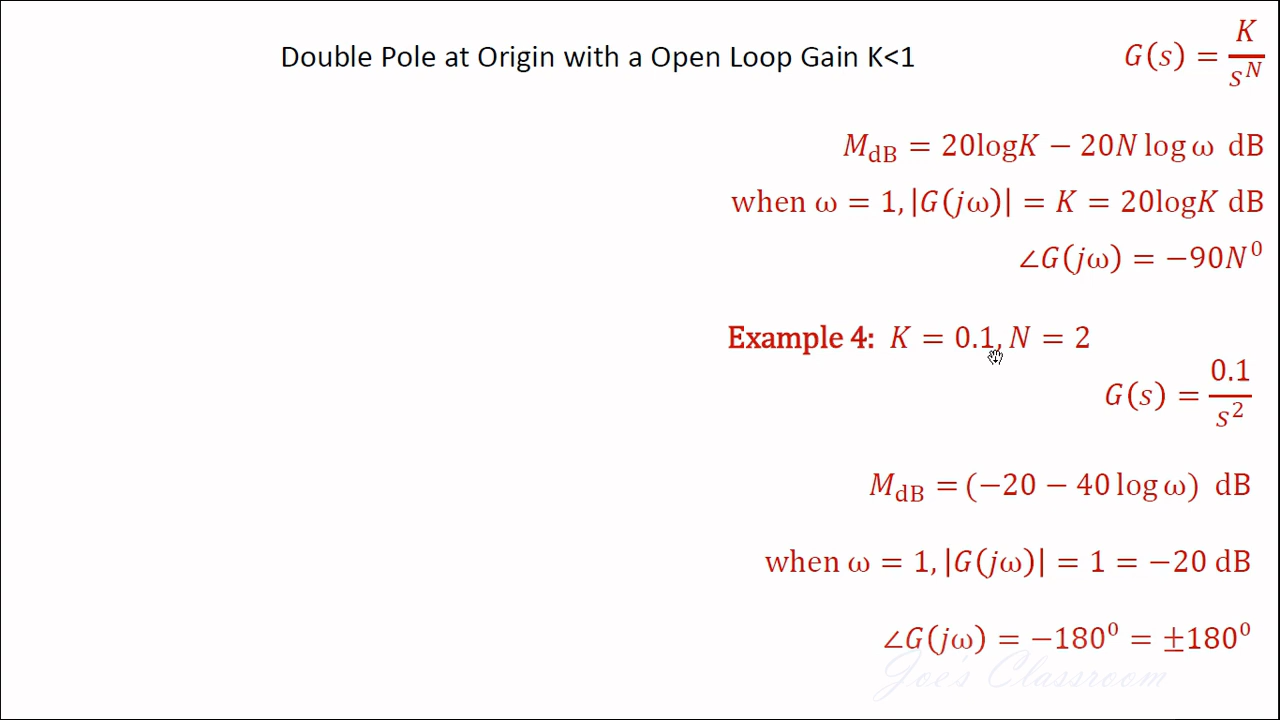 Double Pole at Origin with a Open Loop Gain K<1
G(s) = K/s^N
M_dB = 20logK − 20N log ω dB
when ω = 1, |G(jω)| = K = 20logK dB
∠G(jω) = −90N⁰
Example 4: K = 0.1, N = 2
G(s) = 0.1/s²
M_dB = (−20 − 40 log ω) dB
when ω = 1, |G(jω)| = 1 = −20 dB
∠G(jω) = −180⁰ = ±180⁰
Joe's Classroom